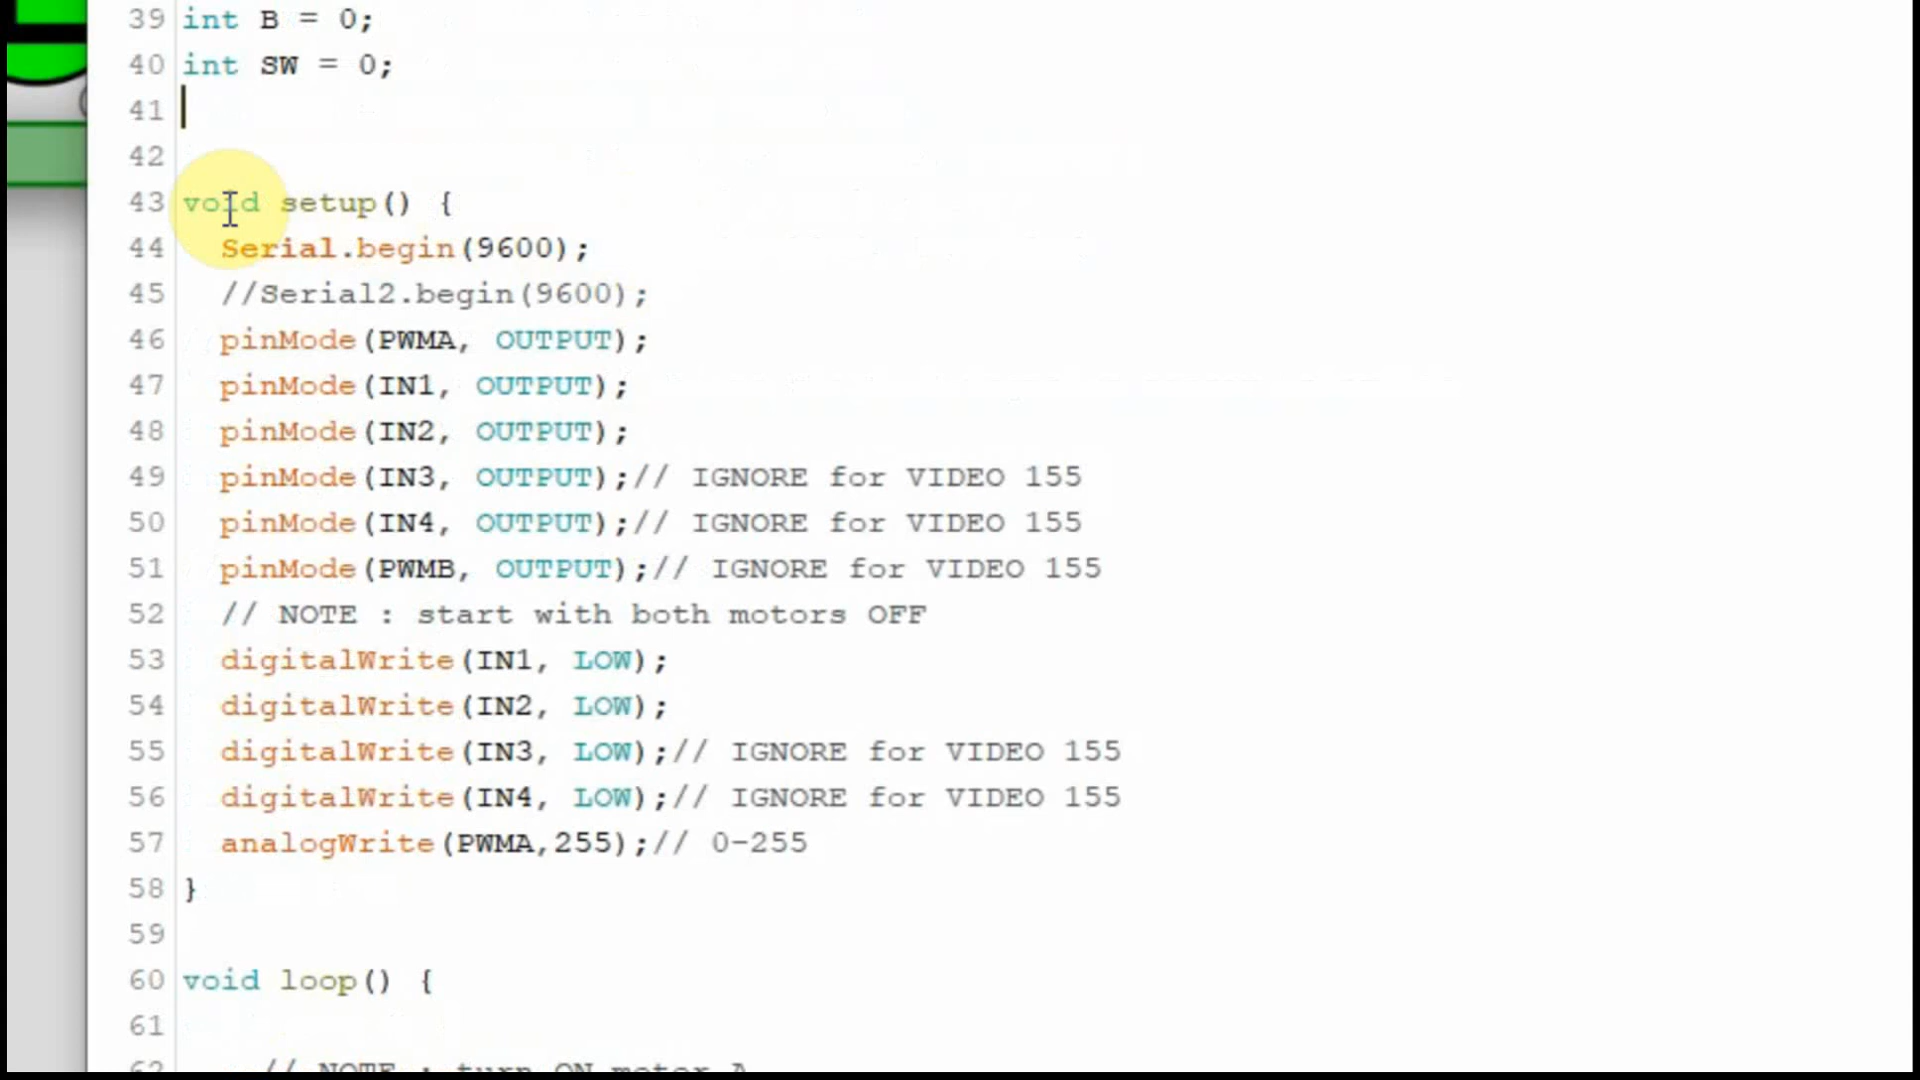 39 int B = 0;
40 int SW = 0;
41
42
43 void setup() {
44 Serial.begin(9600);
45 //Serial2.begin(9600);
46 pinMode(PWMA, OUTPUT);
47 pinMode(IN1, OUTPUT);
48 pinMode(IN2, OUTPUT);
49 pinMode(IN3, OUTPUT);// IGNORE for VIDEO 155
50 pinMode(IN4, OUTPUT);// IGNORE for VIDEO 155
51 pinMode(PWMB, OUTPUT);// IGNORE for VIDEO 155
52 // NOTE : start with both motors OFF
53 digitalWrite(IN1, LOW);
54 digitalWrite(IN2, LOW);
55 digitalWrite(IN3, LOW);// IGNORE for VIDEO 155
56 digitalWrite(IN4, LOW);// IGNORE for VIDEO 155
57 analogWrite(PWMA,255);// 0-255
58 }
59
60 void loop() {
61
62 // NOTE : turn ON motor A